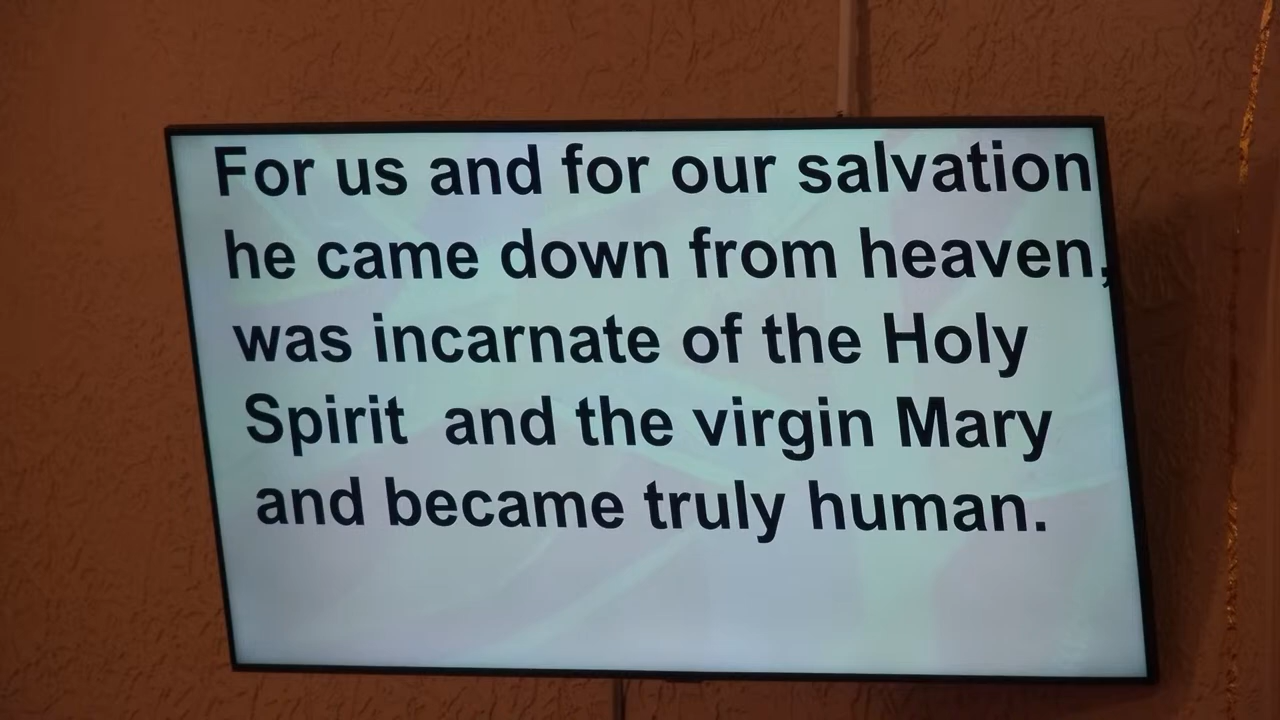 For us and for our salvation
he came down from heaven,
was incarnate of the Holy
Spirit and the virgin Mary
and became truly human.